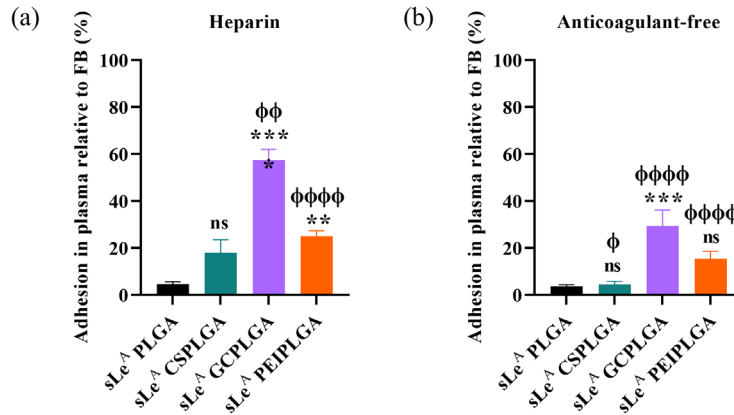 (a)
Heparin
Adhesion in plasma relative to FB (%)
100
80
60
40
20
0
ns
ϕϕ
***
*
ϕϕϕϕ
**
sLeᴬ PLGA
sLeᴬ CSPLGA
sLeᴬ GCPLGA
sLeᴬ PEIPLGA
(b)
Anticoagulant-free
Adhesion in plasma relative to FB (%)
100
80
60
40
20
0
ϕ
ns
ϕϕϕϕ
***
ϕϕϕϕ
ns
sLeᴬ PLGA
sLeᴬ CSPLGA
sLeᴬ GCPLGA
sLeᴬ PEIPLGA